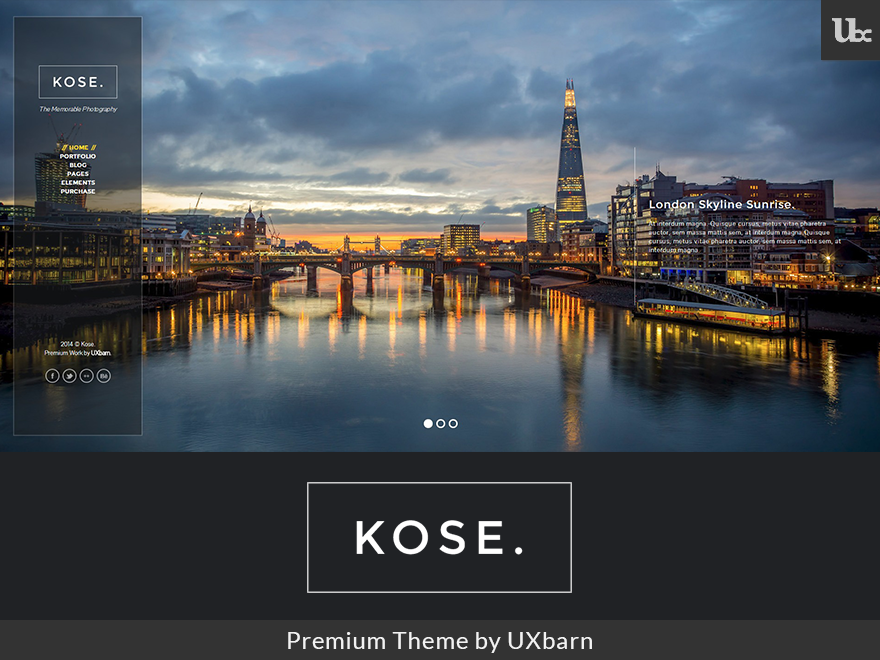 Ubc
KOSE.
The Memorable Photography
// HOME //
PORTFOLIO
BLOG
PAGES
ELEMENTS
PURCHASE
London Skyline Sunrise.
At interdum magna. Quisque cursus, metus vitae pharetra
auctor, sem massa mattis sem, at interdum magna. Quisque
cursus, metus vitae pharetra auctor, sem massa mattis sem, at
interdum magna.
2014 © Kose.
Premium Work by UXbarn.
f
Bē
KOSE.
Premium Theme by UXbarn